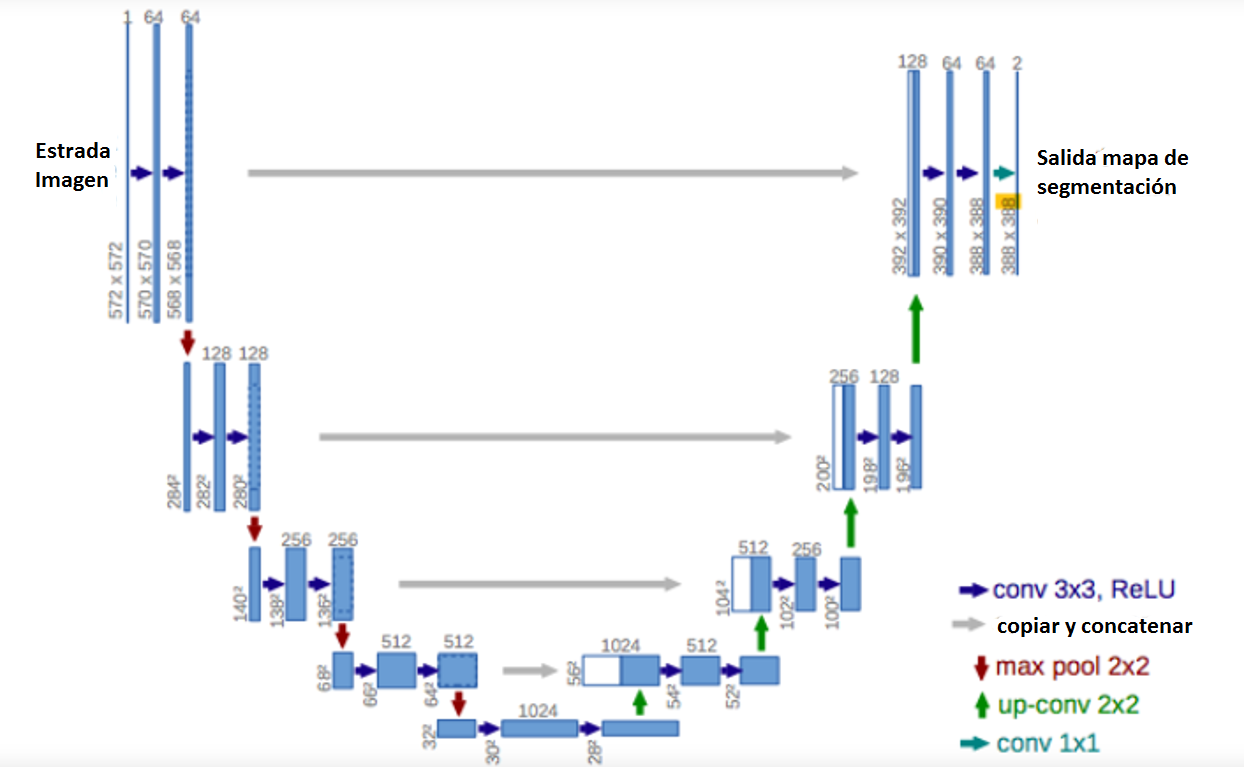 1 64 64
128 64 64 2
Estrada
Imagen
Salida mapa de
segmentación
572 x 572
570 x 570
568 x 568
392 x 392
390 x 390
388 x 388
388 x 388
128 128
256 128
284²
282²
280²
200²
198²
196²
256 256
512 256
140²
138²
136²
104²
102²
100²
512 512
1024 512
68²
66²
64²
56²
54²
52²
1024
32²
30²
28²
conv 3x3, ReLU
copiar y concatenar
max pool 2x2
up-conv 2x2
conv 1x1